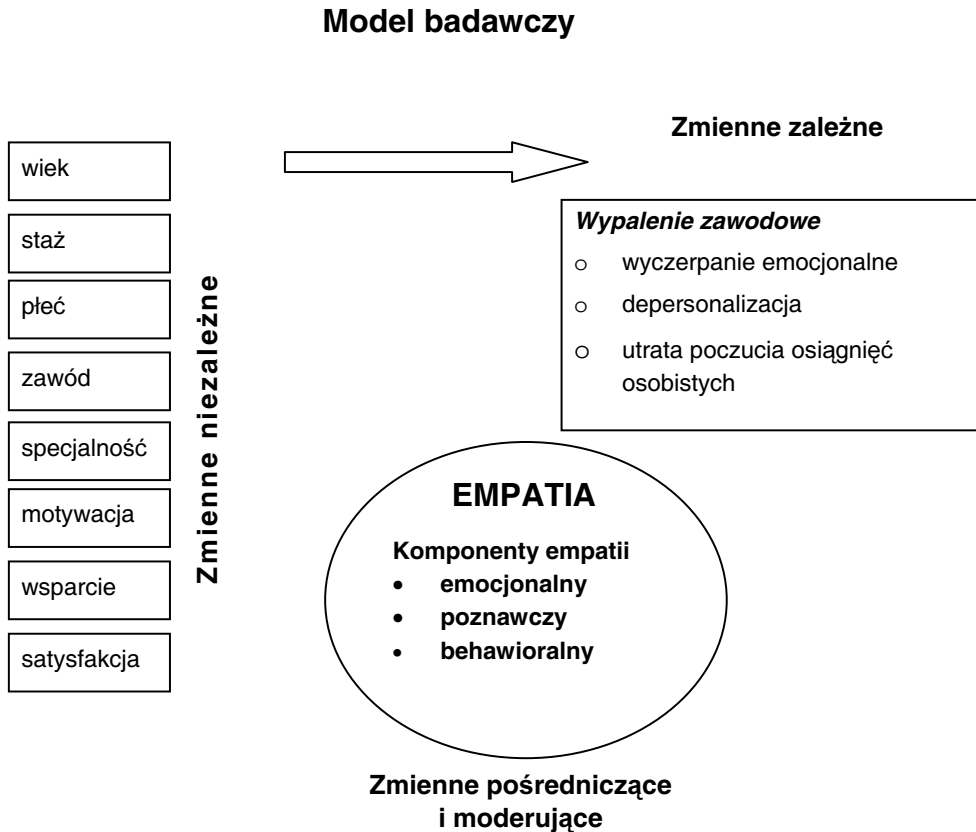 Model badawczy
Zmienne zależne
wiek
staż
płeć
zawód
specjalność
motywacja
wsparcie
satysfakcja
Zmienne niezależne
Wypalenie zawodowe
o wyczerpanie emocjonalne
o depersonalizacja
o utrata poczucia osiągnięć
osobistych
EMPATIA
Komponenty empatii
• emocjonalny
• poznawczy
• behawioralny
Zmienne pośredniczące
i moderujące